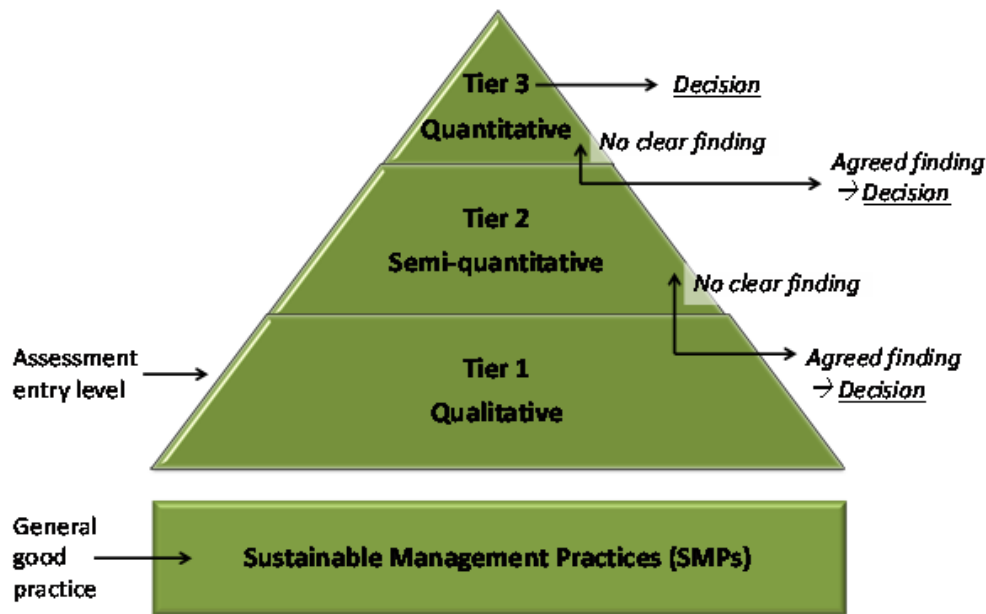 Tier 3
Quantitative
Decision
No clear finding
Agreed finding
→ Decision
Tier 2
Semi-quantitative
No clear finding
Assessment
entry level
Tier 1
Qualitative
Agreed finding
→ Decision
General
good
practice
Sustainable Management Practices (SMPs)